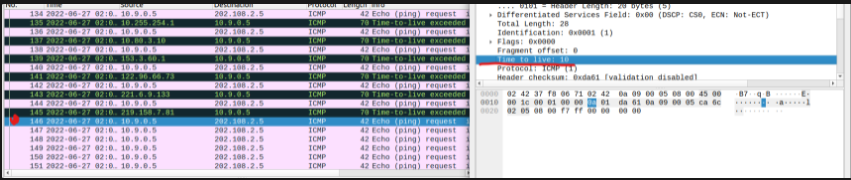 No. Time Source Destination Protocol Length Info
134 2022-06-27 02:0… 10.9.0.5 202.108.2.5 ICMP 42 Echo (ping) request
135 2022-06-27 02:0… 10.255.254.1 10.9.0.5 ICMP 70 Time-to-live exceeded
136 2022-06-27 02:0… 10.9.0.5 202.108.2.5 ICMP 42 Echo (ping) request
137 2022-06-27 02:0… 10.9.0.5 ICMP 70 Time-to-live exceeded
138 2022-06-27 02:0… 10.9.0.5 202.108.2.5 ICMP 42 Echo (ping) request
139 2022-06-27 02:0… 153.3.60.1 10.9.0.5 ICMP 70 Time-to-live exceeded
140 2022-06-27 02:0… 10.9.0.5 202.108.2.5 ICMP 42 Echo (ping) request
141 2022-06-27 02:0… 122.96.66.73 10.9.0.5 ICMP 70 Time-to-live exceeded
142 2022-06-27 02:0… 10.9.0.5 202.108.2.5 ICMP 42 Echo (ping) request
143 2022-06-27 02:0… 221.6.9.133 10.9.0.5 ICMP 70 Time-to-live exceeded
144 2022-06-27 02:0… 10.9.0.5 202.108.2.5 ICMP 42 Echo (ping) request
145 2022-06-27 02:0… 219.158.7.81 10.9.0.5 ICMP 70 Time-to-live exceeded
146 2022-06-27 02:0… 10.9.0.5 202.108.2.5 ICMP 42 Echo (ping) request
147 2022-06-27 02:0… 10.9.0.5 202.108.2.5 ICMP 42 Echo (ping) request
148 2022-06-27 02:0… 10.9.0.5 202.108.2.5 ICMP 42 Echo (ping) request
149 2022-06-27 02:0… 10.9.0.5 202.108.2.5 ICMP 42 Echo (ping) request
150 2022-06-27 02:0… 10.9.0.5 202.108.2.5 ICMP 42 Echo (ping) request
151 2022-06-27 02:0… 10.9.0.5 202.108.2.5 ICMP 42 Echo (ping) request
.... 0101 = Header Length: 20 bytes (5)
Differentiated Services Field: 0x00 (DSCP: CS0, ECN: Not-ECT)
Total Length: 28
Identification: 0x0001 (1)
Flags: 0x0000
Fragment offset: 0
Time to live: 10
Protocol: ICMP (1)
Header checksum: 0xda61 [validation disabled]
0000 02 42 37 f8 06 71 02 42 0a 09 00 05 08 00 45 00 ·B7··q·B ······E·
0010 00 1c 00 01 00 00 0a 01 da 61 0a 09 00 05 ca 6c ········ ·a·····l
0020 02 05 08 00 f7 ff 00 00 00 00 ········ ··